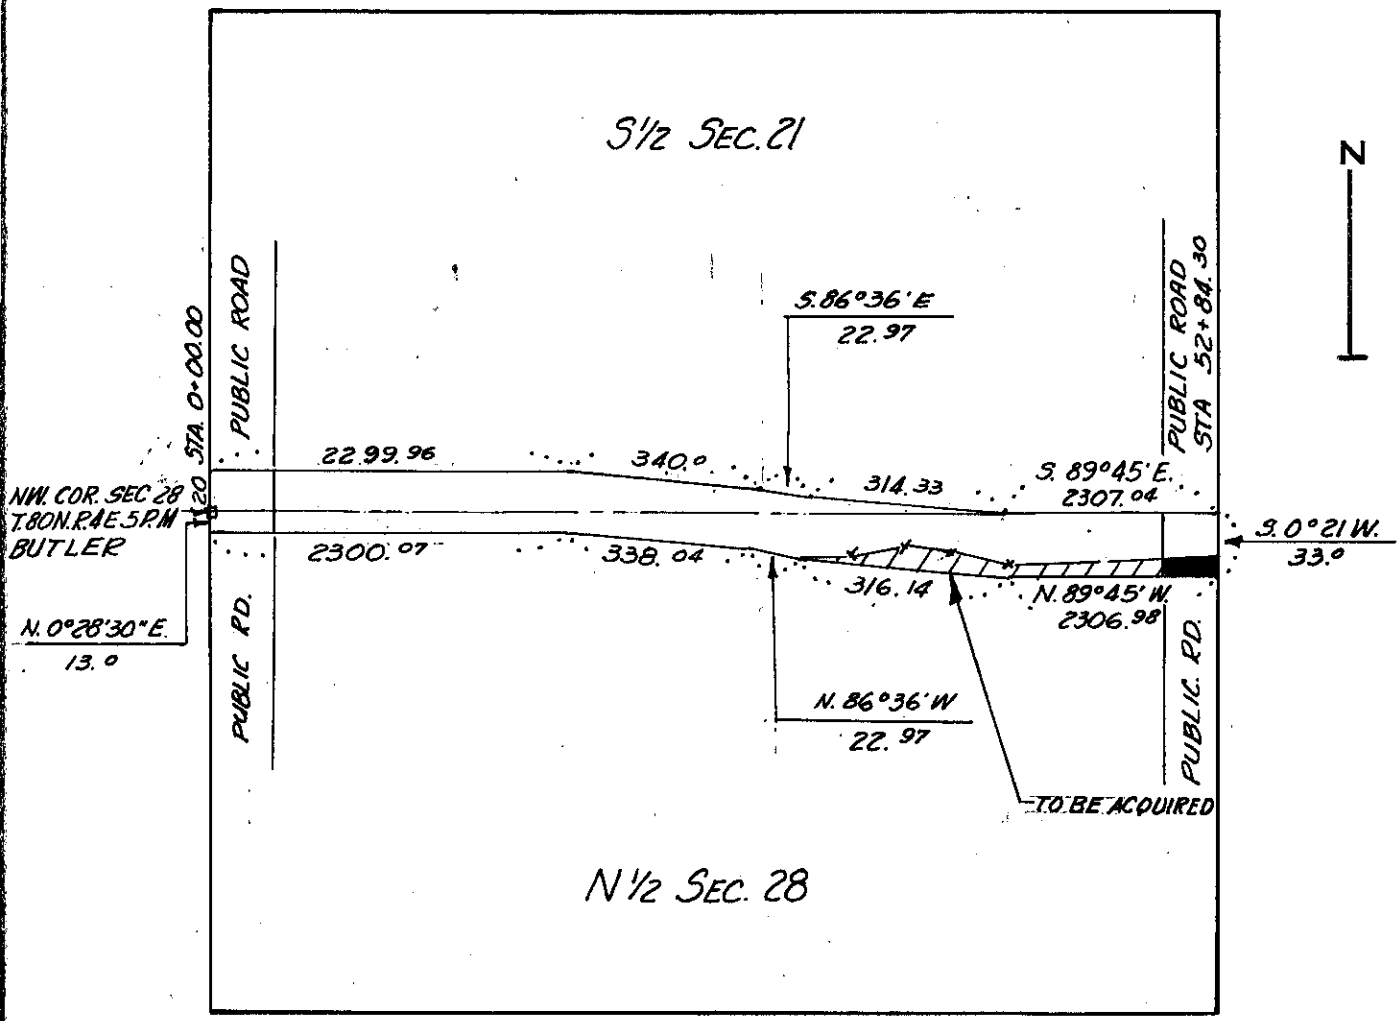 S 1/2 SEC. 21
N
PUBLIC ROAD
STA. 0+00.00
20
PUBLIC ROAD
STA 52+84.30
S. 86°36' E
22.97
22.99.96
340.0
314.33
S. 89°45' E.
2307.04
NW. COR. SEC 28
T.80N.R.4E 5 P.M
BUTLER
2300.07
338.04
316.14
N. 89°45' W.
2306.98
S. 0°21 W.
33.0
N. 0°28'30" E.
13.0
PUBLIC RD.
N. 86°36' W
22.97
PUBLIC. RD.
TO BE ACQUIRED
N 1/2 SEC. 28